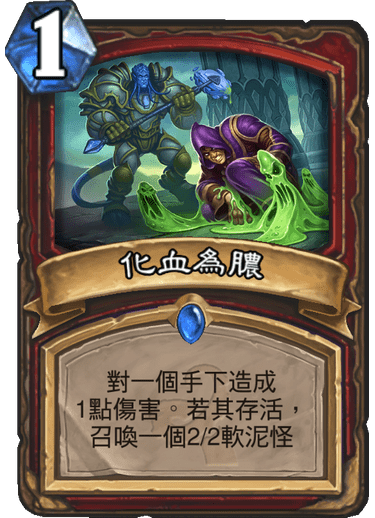 1
化血為膿
對一個手下造成
1點傷害。若其存活，
召喚一個2/2軟泥怪